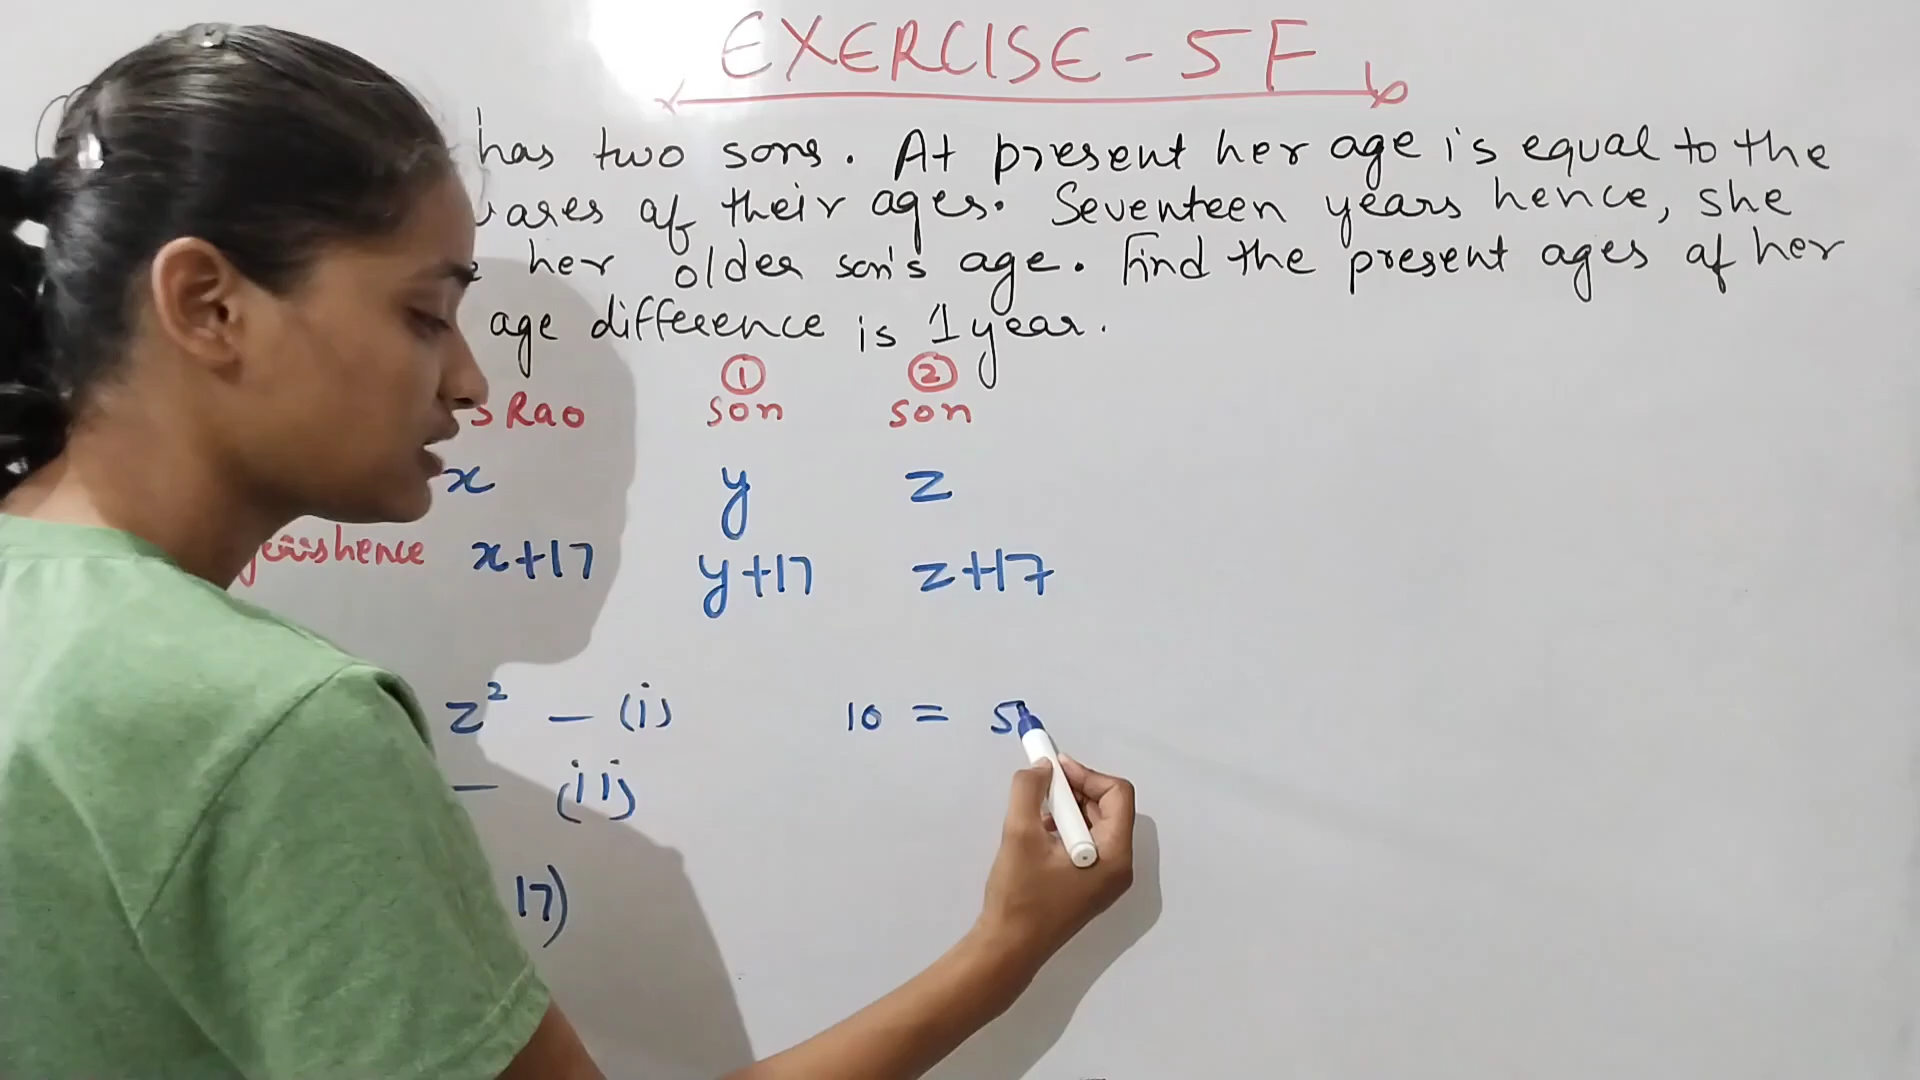 EXERCISE - 5F
has two sons. At present her age is equal to the
of their ages. Seventeen years hence, she
her older son's age. Find the present ages of her
age difference is 1 year.
① ②
s Rao son son
x y z
hence x+17 y+17 z+17
z² - (i) 10 = 5
- (ii)
17)